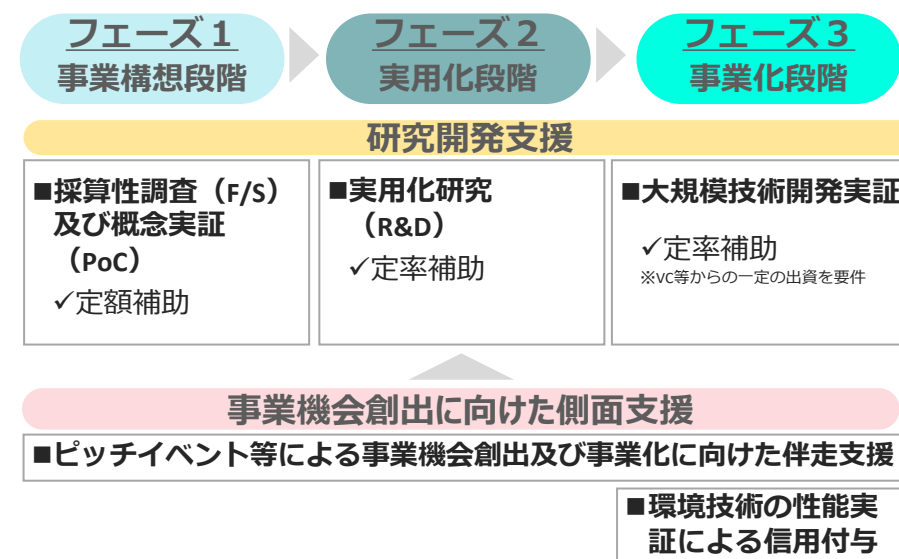 フェーズ１
事業構想段階
フェーズ２
実用化段階
フェーズ３
事業化段階
研究開発支援
■採算性調査（F/S）
及び概念実証
（PoC）
✓定額補助
■実用化研究
（R&D）
✓定率補助
■大規模技術開発実証
✓定率補助
※VC等からの一定の出資を要件
事業機会創出に向けた側面支援
■ピッチイベント等による事業機会創出及び事業化に向けた伴走支援
■環境技術の性能実
証による信用付与